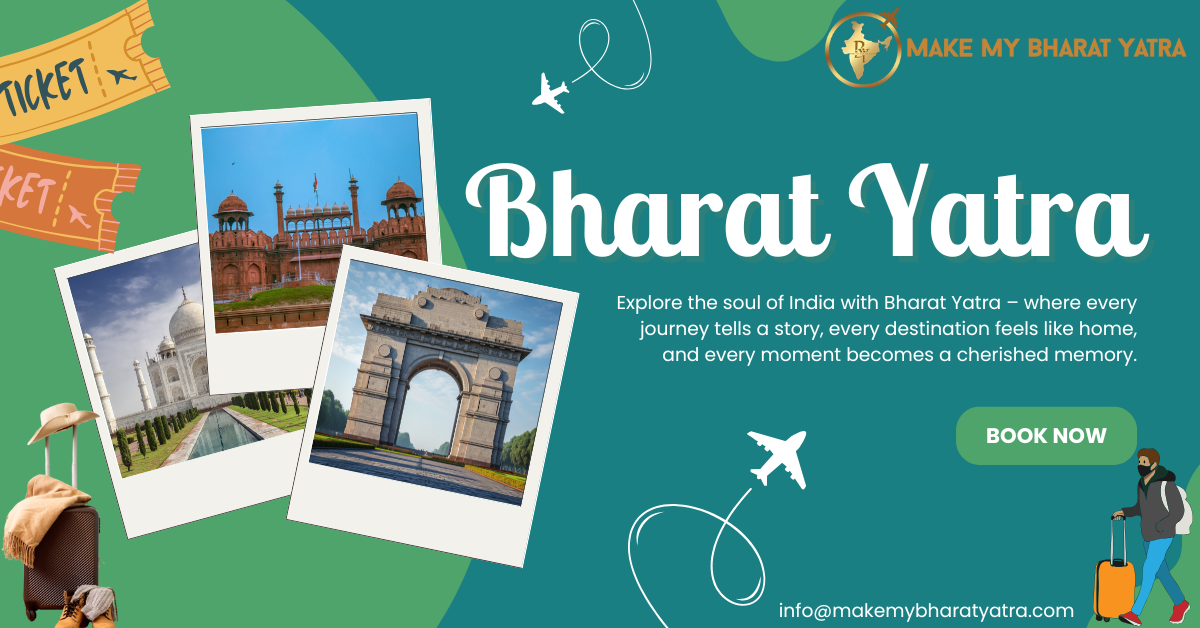 TICKET
KET
MAKE MY BHARAT YATRA
Bharat Yatra
Explore the soul of India with Bharat Yatra – where every
journey tells a story, every destination feels like home,
and every moment becomes a cherished memory.
BOOK NOW
info@makemybharatyatra.com